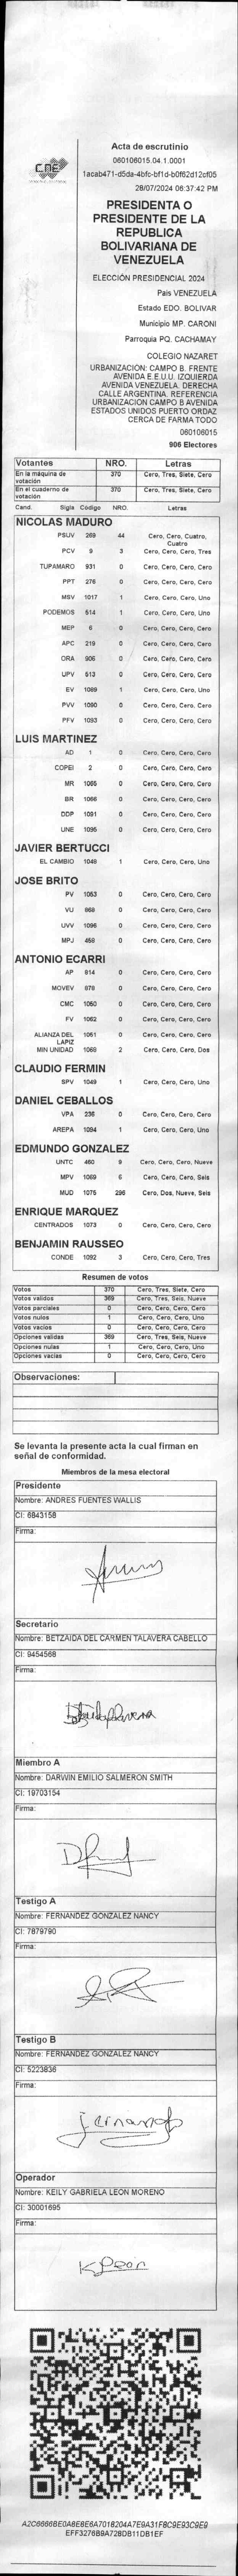 CNE
Acta de escrutinio
060106015.04.1.0001
1acab471-d5da-4bfc-bf1d-b0f62d12cf05
28/07/2024 06:37:42 PM
PRESIDENTA O
PRESIDENTE DE LA
REPUBLICA
BOLIVARIANA DE
VENEZUELA
ELECCIÓN PRESIDENCIAL 2024
Pais VENEZUELA
Estado EDO. BOLIVAR
Municipio MP. CARONI
Parroquia PQ. CACHAMAY
COLEGIO NAZARET
URBANIZACIÓN: CAMPO B. FRENTE
AVENIDA E.E.U.U. IZQUIERDA
AVENIDA VENEZUELA. DERECHA
CALLE ARGENTINA. REFERENCIA
URBANIZACIÓN CAMPO B AVENIDA
ESTADOS UNIDOS PUERTO ORDAZ
CERCA DE FARMA TODO
060106015
906 Electores
Votantes NRO. Letras
En la máquina de votación 370 Cero, Tres, Siete, Cero
En el cuaderno de votación 370 Cero, Tres, Siete, Cero
Cand. Sigla Codigo NRO. Letras
NICOLAS MADURO
PSUV 269 44 Cero, Cero, Cuatro, Cuatro
PCV 9 3 Cero, Cero, Cero, Tres
TUPAMARO 931 0 Cero, Cero, Cero, Cero
PPT 276 0 Cero, Cero, Cero, Cero
MSV 1017 1 Cero, Cero, Cero, Uno
PODEMOS 514 1 Cero, Cero, Cero, Uno
MEP 6 0 Cero, Cero, Cero, Cero
APC 219 0 Cero, Cero, Cero, Cero
ORA 906 0 Cero, Cero, Cero, Cero
UPV 513 0 Cero, Cero, Cero, Cero
EV 1089 1 Cero, Cero, Cero, Uno
PVV 1090 0 Cero, Cero, Cero, Cero
PFV 1093 0 Cero, Cero, Cero, Cero
LUIS MARTINEZ
AD 1 0 Cero, Cero, Cero, Cero
COPEI 2 0 Cero, Cero, Cero, Cero
MR 1065 0 Cero, Cero, Cero, Cero
BR 1066 0 Cero, Cero, Cero, Cero
DDP 1091 0 Cero, Cero, Cero, Cero
UNE 1095 0 Cero, Cero, Cero, Cero
JAVIER BERTUCCI
EL CAMBIO 1048 1 Cero, Cero, Cero, Uno
JOSE BRITO
PV 1053 0 Cero, Cero, Cero, Cero
VU 868 0 Cero, Cero, Cero, Cero
UVV 1096 0 Cero, Cero, Cero, Cero
MPJ 458 0 Cero, Cero, Cero, Cero
ANTONIO ECARRI
AP 914 0 Cero, Cero, Cero, Cero
MOVEV 979 0 Cero, Cero, Cero, Cero
CMC 1050 0 Cero, Cero, Cero, Cero
FV 1062 0 Cero, Cero, Cero, Cero
ALIANZA DEL LAPIZ 1061 0 Cero, Cero, Cero, Cero
MIN UNIDAD 1068 2 Cero, Cero, Cero, Dos
CLAUDIO FERMIN
SPV 1049 1 Cero, Cero, Cero, Uno
DANIEL CEBALLOS
VPA 236 0 Cero, Cero, Cero, Cero
AREPA 1094 1 Cero, Cero, Cero, Uno
EDMUNDO GONZALEZ
UNTC 460 9 Cero, Cero, Cero, Nueve
MPV 1069 6 Cero, Cero, Cero, Seis
MUD 1075 296 Cero, Dos, Nueve, Seis
ENRIQUE MARQUEZ
CENTRADOS 1073 0 Cero, Cero, Cero, Cero
BENJAMIN RAUSSEO
CONDE 1092 3 Cero, Cero, Cero, Tres
Resumen de votos
Votos 370 Cero, Tres, Siete, Cero
Votos validos 369 Cero, Tres, Seis, Nueve
Votos parciales 0 Cero, Cero, Cero, Cero
Votos nulos 1 Cero, Cero, Cero, Uno
Votos vacios 0 Cero, Cero, Cero, Cero
Opciones validas 369 Cero, Tres, Seis, Nueve
Opciones nulas 1 Cero, Cero, Cero, Uno
Opciones vacias 0 Cero, Cero, Cero, Cero
Observaciones:
Se levanta la presente acta la cual firman en
señal de conformidad.
Miembros de la mesa electoral
Presidente
Nombre: ANDRES FUENTES WALLIS
CI: 6843158
Firma:
Secretario
Nombre: BETZAIDA DEL CARMEN TALAVERA CABELLO
CI: 9454568
Firma:
Miembro A
Nombre: DARWIN EMILIO SALMERON SMITH
CI: 19703154
Firma:
Testigo A
Nombre: FERNANDEZ GONZALEZ NANCY
CI: 7879790
Firma:
Testigo B
Nombre: FERNANDEZ GONZALEZ NANCY
CI: 5223836
Firma:
Operador
Nombre: KEILY GABRIELA LEON MORENO
CI: 30001695
Firma:
A2C6666BE0A8E8E6A7018204A7E9A31F8C9E93C9E9
EFF3276B9A728DB11DB1EF